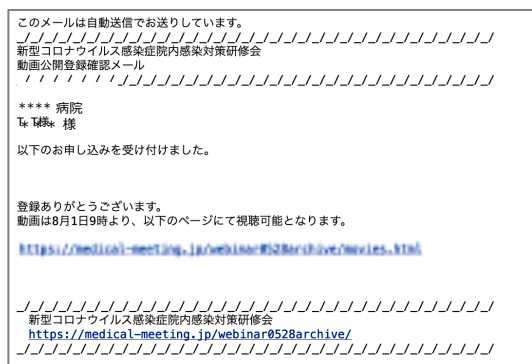 このメールは自動送信でお送りしています。
_/_/_/_/_/_/_/_/_/_/_/_/_/_/_/_/_/_/_/_/_/_/_/_/_/_/_/_/_/_/_/_/_/
新型コロナウイルス感染症院内感染対策研修会
動画公開登録確認メール
/ / / / / / /_/_/_/_/_/_/_/_/_/_/_/_/_/_/_/_/_/_/_/_/_/_/_/_/_/_/
**** 病院
様
以下のお申し込みを受け付けました。
登録ありがとうございます。
動画は8月1日9時より、以下のページにて視聴可能となります。
https://medical-meeting.jp/webinar0528archive/movies.html
_/_/_/_/_/_/_/_/_/_/_/_/_/_/_/_/_/_/_/_/_/_/_/_/_/_/_/_/_/_/_/_/_/
新型コロナウイルス感染症院内感染対策研修会
https://medical-meeting.jp/webinar0528archive/
_/_/_/_/_/_/_/_/_/_/_/_/_/_/_/_/_/_/_/_/_/_/_/_/_/_/_/_/_/_/_/_/_/